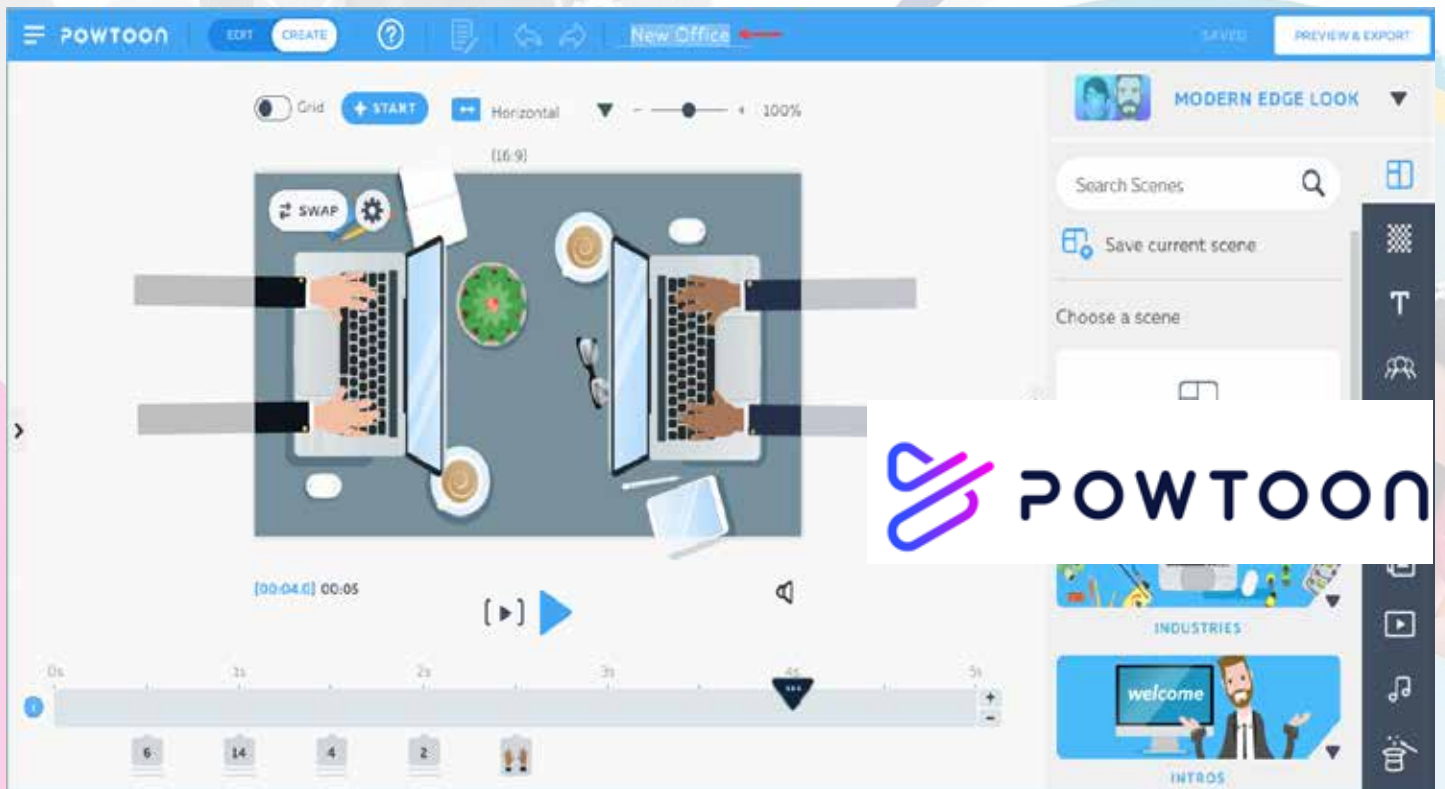 POWTOON EDIT CREATE ? New Office SAVED PREVIEW & EXPORT
Grid + START Horizontal - + 100%
(16:9)
SWAP
MODERN EDGE LOOK
Search Scenes
Save current scene
Choose a scene
T
POWTOON
[00:04.0] 00:05
INDUSTRIES
0s 1s 2s 3s 4s 5s
+
-
6 14 4 2
welcome
INTROS